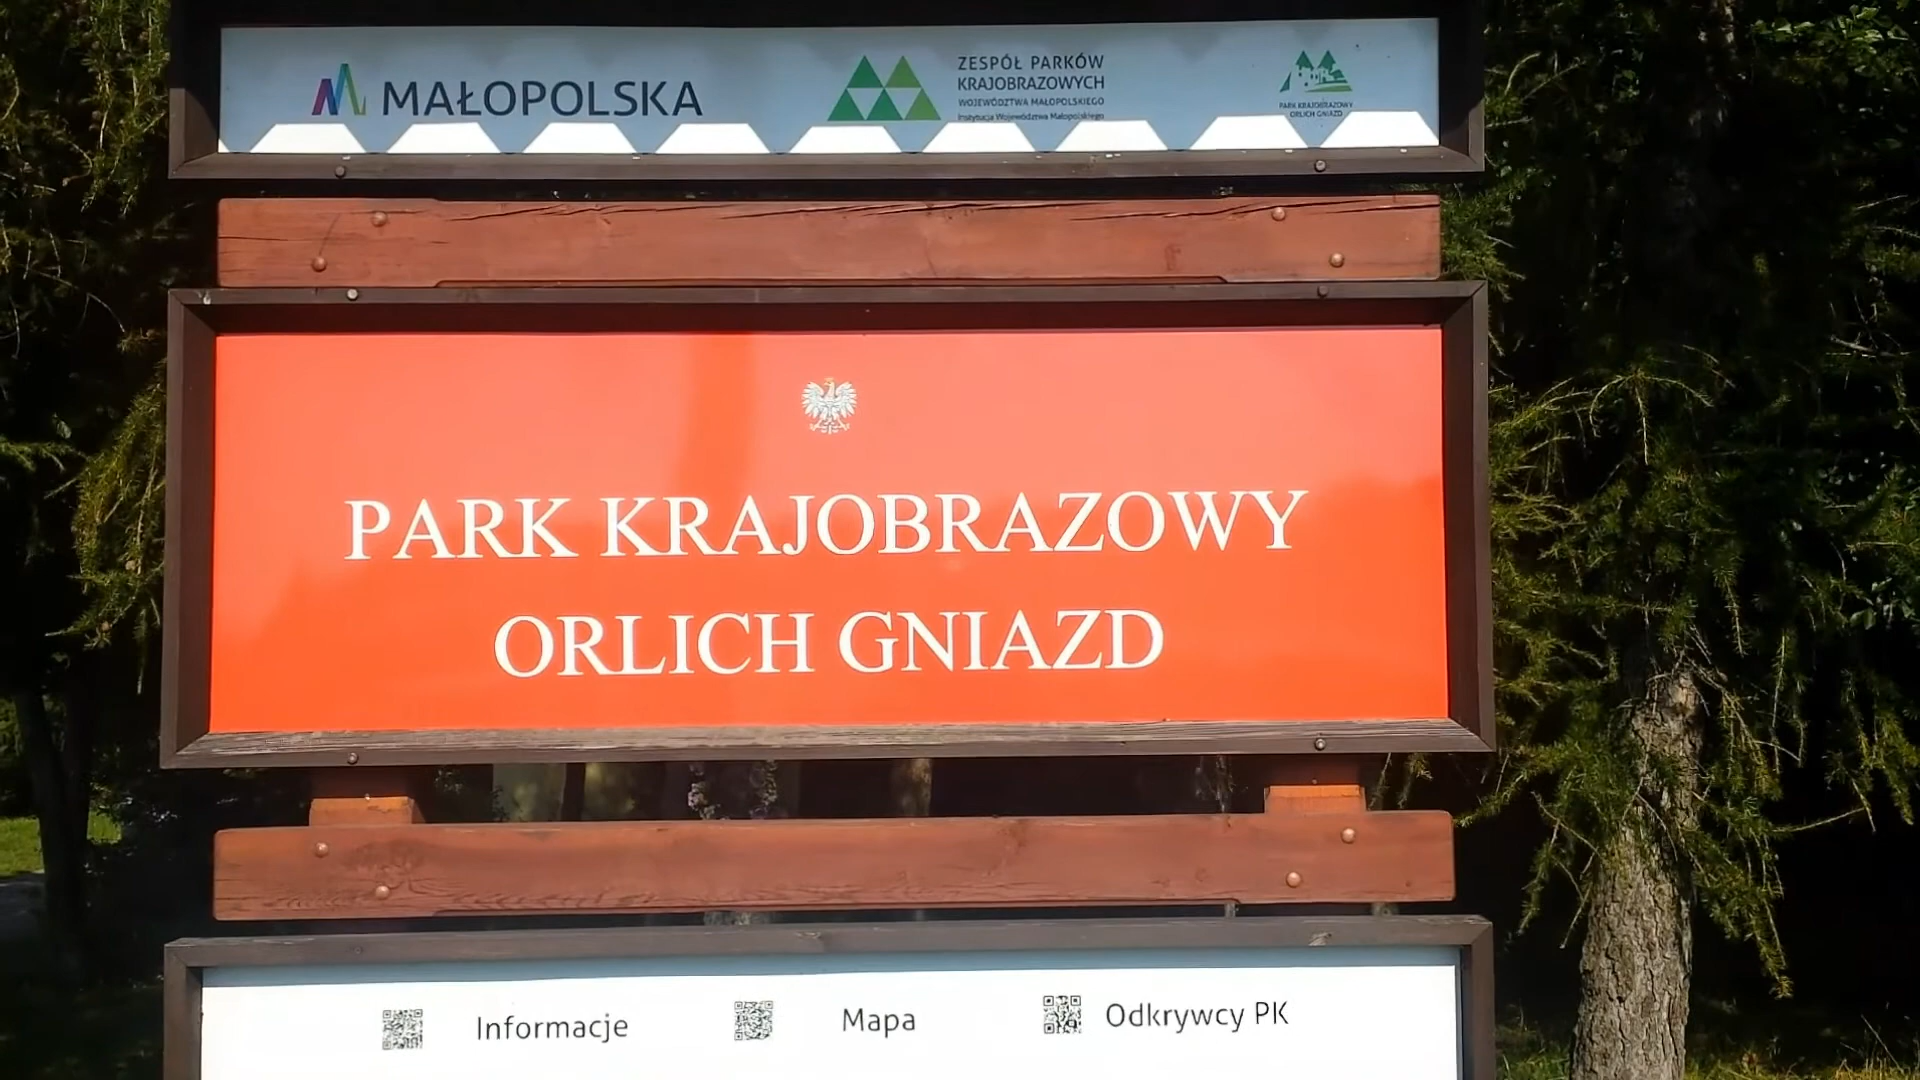 MAŁOPOLSKA
ZESPÓŁ PARKÓW
KRAJOBRAZOWYCH
WOJEWÓDZTWA MAŁOPOLSKIEGO
Instytucja Województwa Małopolskiego
PARK KRAJOBRAZOWY
ORLICH GNIAZD
PARK KRAJOBRAZOWY
ORLICH GNIAZD
Informacje
Mapa
Odkrywcy PK